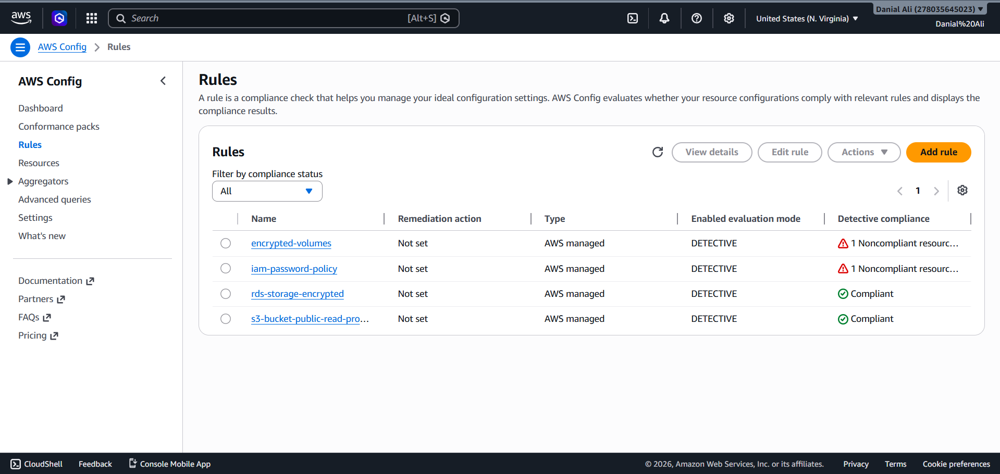 aws
Search [Alt+S]
United States (N. Virginia)
Danial Ali (278035645023)
Danial%20Ali
AWS Config > Rules
AWS Config
Dashboard
Conformance packs
Rules
Resources
Aggregators
Advanced queries
Settings
What's new
Documentation
Partners
FAQs
Pricing
Rules
A rule is a compliance check that helps you manage your ideal configuration settings. AWS Config evaluates whether your resource configurations comply with relevant rules and displays the
compliance results.
Rules
View details Edit rule Actions Add rule
Filter by compliance status
All
1
Name Remediation action Type Enabled evaluation mode Detective compliance
encrypted-volumes Not set AWS managed DETECTIVE 1 Noncompliant resourc…
iam-password-policy Not set AWS managed DETECTIVE 1 Noncompliant resourc…
rds-storage-encrypted Not set AWS managed DETECTIVE Compliant
s3-bucket-public-read-pro… Not set AWS managed DETECTIVE Compliant
CloudShell Feedback Console Mobile App © 2026, Amazon Web Services, Inc. or its affiliates. Privacy Terms Cookie preferences